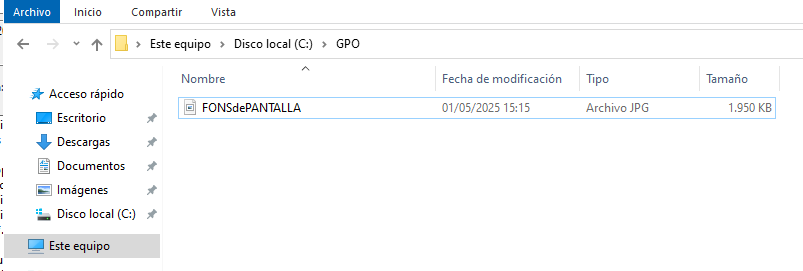 Archivo Inicio Compartir Vista
Este equipo Disco local (C:) GPO
Nombre Fecha de modificación Tipo Tamaño
Acceso rápido
FONSdePANTALLA 01/05/2025 15:15 Archivo JPG 1.950 KB
Escritorio
Descargas
Documentos
Imágenes
Disco local (C:)
Este equipo